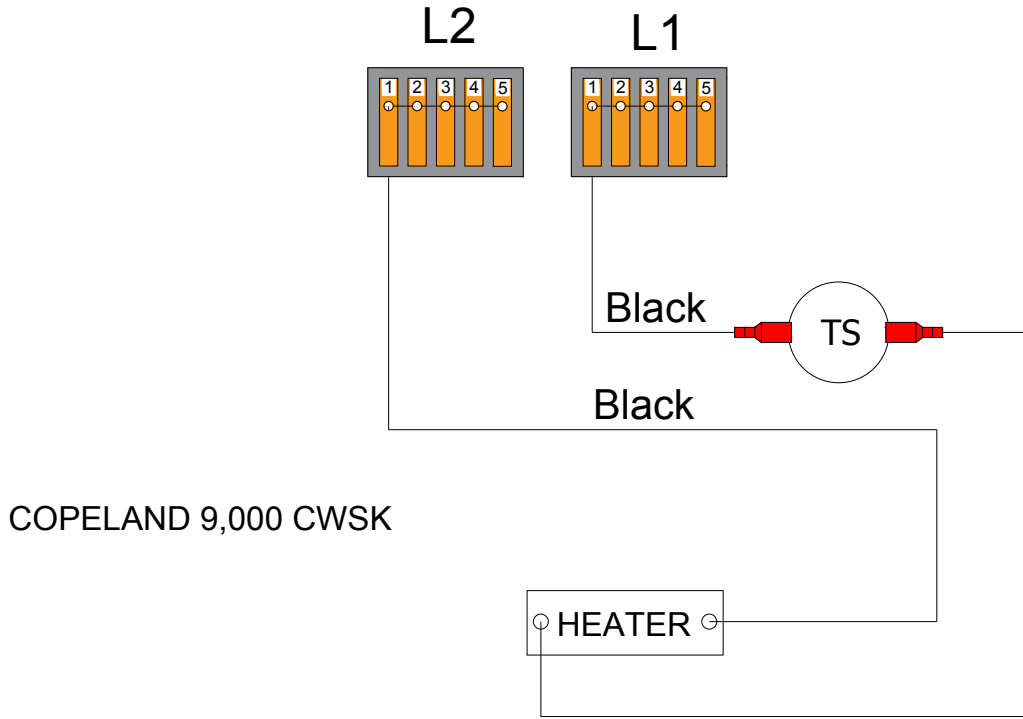 L2 L1
1 2 3 4 5 1 2 3 4 5
Black TS
Black
COPELAND 9,000 CWSK
HEATER